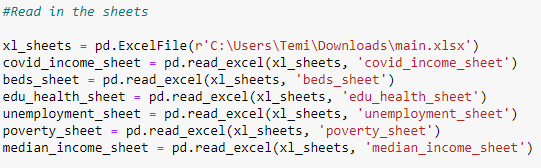 #Read in the sheets
xl_sheets = pd.ExcelFile(r'C:\Users\Temi\Downloads\main.xlsx')
covid_income_sheet = pd.read_excel(xl_sheets, 'covid_income_sheet')
beds_sheet = pd.read_excel(xl_sheets, 'beds_sheet')
edu_health_sheet = pd.read_excel(xl_sheets, 'edu_health_sheet')
unemployment_sheet = pd.read_excel(xl_sheets, 'unemployment_sheet')
poverty_sheet = pd.read_excel(xl_sheets, 'poverty_sheet')
median_income_sheet = pd.read_excel(xl_sheets, 'median_income_sheet')